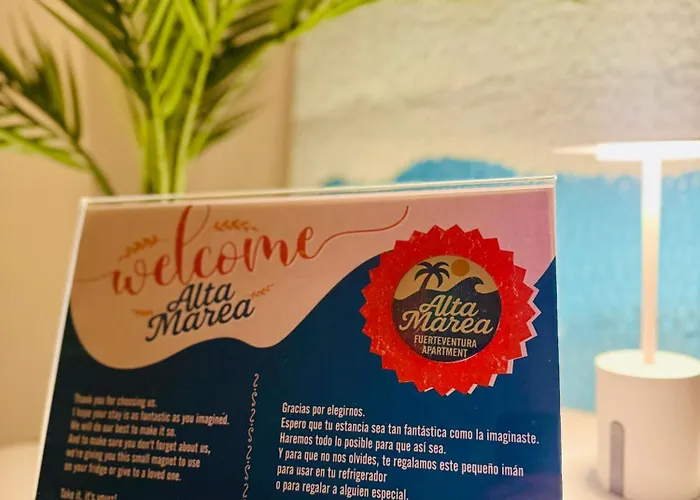 welcome
Alta
Marea
Alta
Marea
FUERTEVENTURA
APARTMENT
Thank you for choosing us.
I hope your stay is as fantastic as you imagined.
We will do our best to make it so.
And to make sure you don't forget about us,
we're giving you this small magnet to use
on your fridge or to give to a loved one.
Take it, it's yours!
Gracias por elegirnos.
Espero que tu estancia sea tan fantástica como la imaginaste.
Haremos todo lo posible para que así sea.
Y para que no nos olvides, te regalamos este pequeño imán
para usar en tu refrigerador
o para regalar a alguien especial.